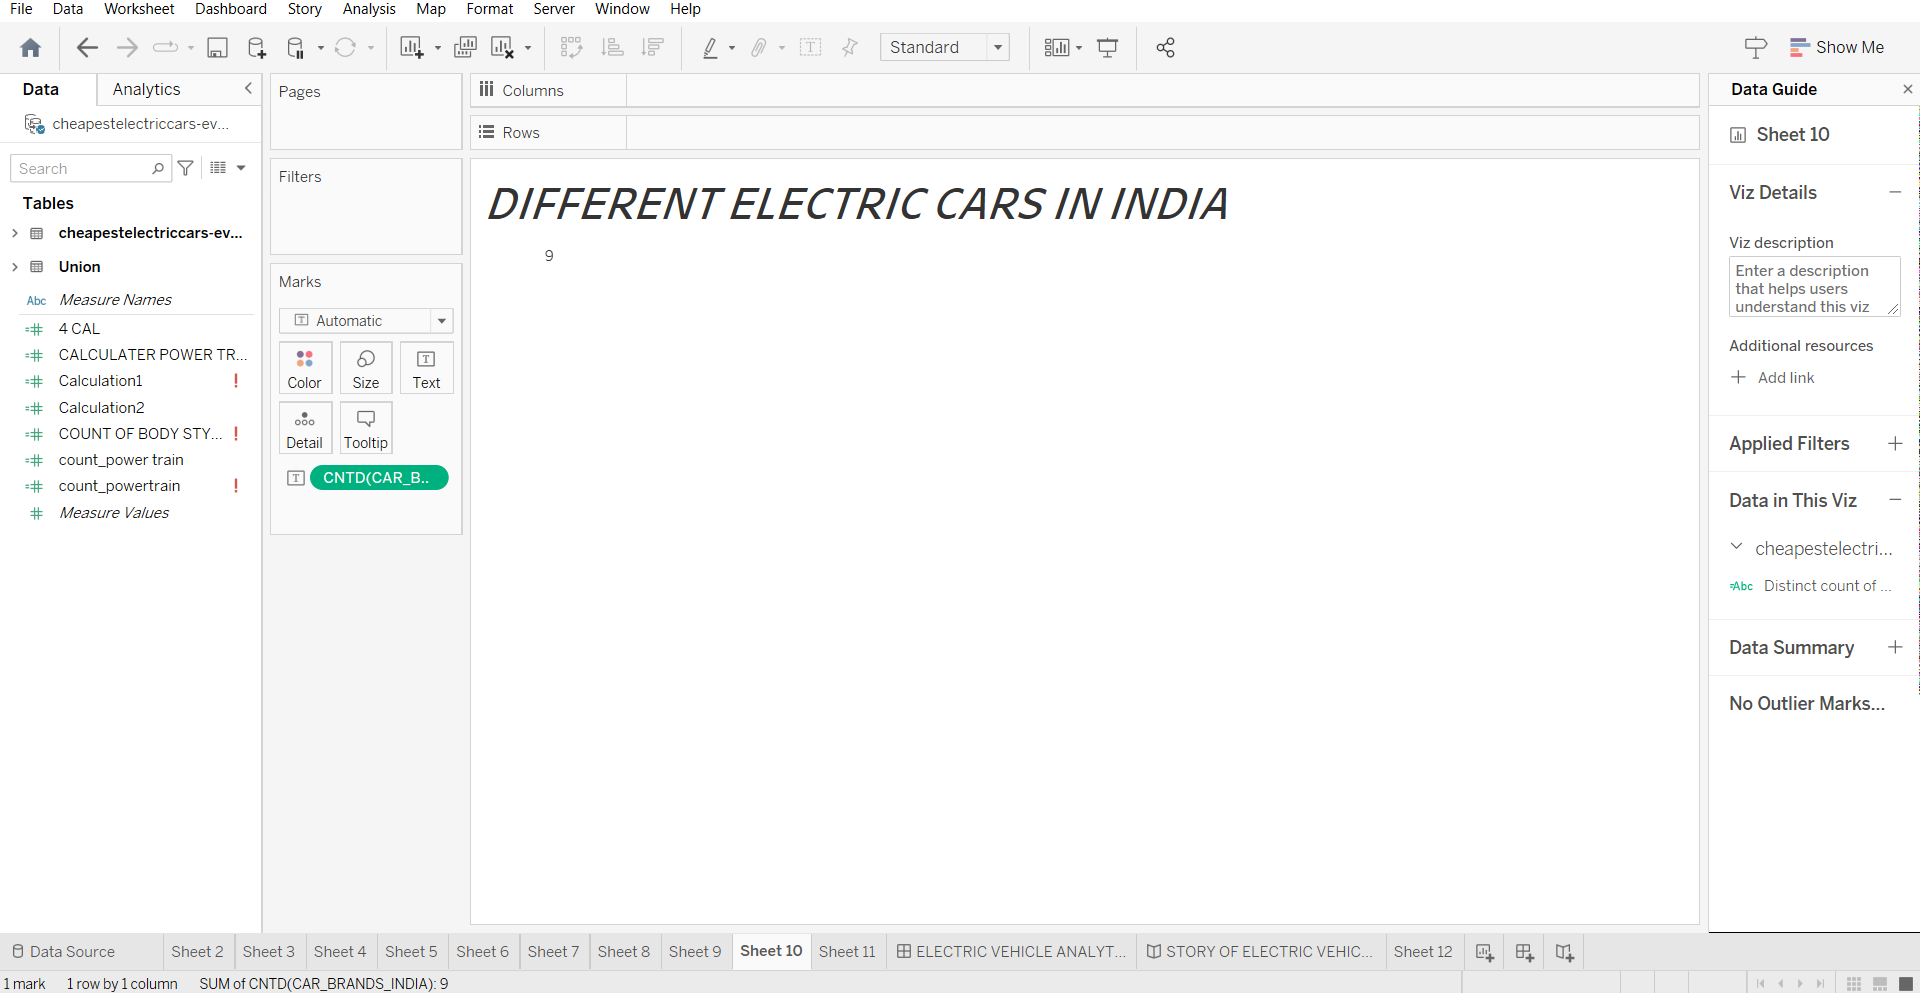 File Data Worksheet Dashboard Story Analysis Map Format Server Window Help
Standard
Show Me
Data
Analytics
cheapestelectriccars-ev...
Search
Tables
cheapestelectriccars-ev...
Union
Abc Measure Names
4 CAL
CALCULATER POWER TR...
Calculation1 !
Calculation2
COUNT OF BODY STY... !
count_power train
count_powertrain !
Measure Values
Pages
Filters
Marks
Automatic
Color Size Text
Detail Tooltip
CNTD(CAR_B..
Columns
Rows
DIFFERENT ELECTRIC CARS IN INDIA
9
Data Guide
Sheet 10
Viz Details
Viz description
Enter a description
that helps users
understand this viz
Additional resources
Add link
Applied Filters
Data in This Viz
cheapestelectri...
Abc Distinct count of ...
Data Summary
No Outlier Marks...
Data Source Sheet 2 Sheet 3 Sheet 4 Sheet 5 Sheet 6 Sheet 7 Sheet 8 Sheet 9 Sheet 10 Sheet 11 ELECTRIC VEHICLE ANALYT... STORY OF ELECTRIC VEHIC... Sheet 12
1 mark 1 row by 1 column SUM of CNTD(CAR_BRANDS_INDIA): 9